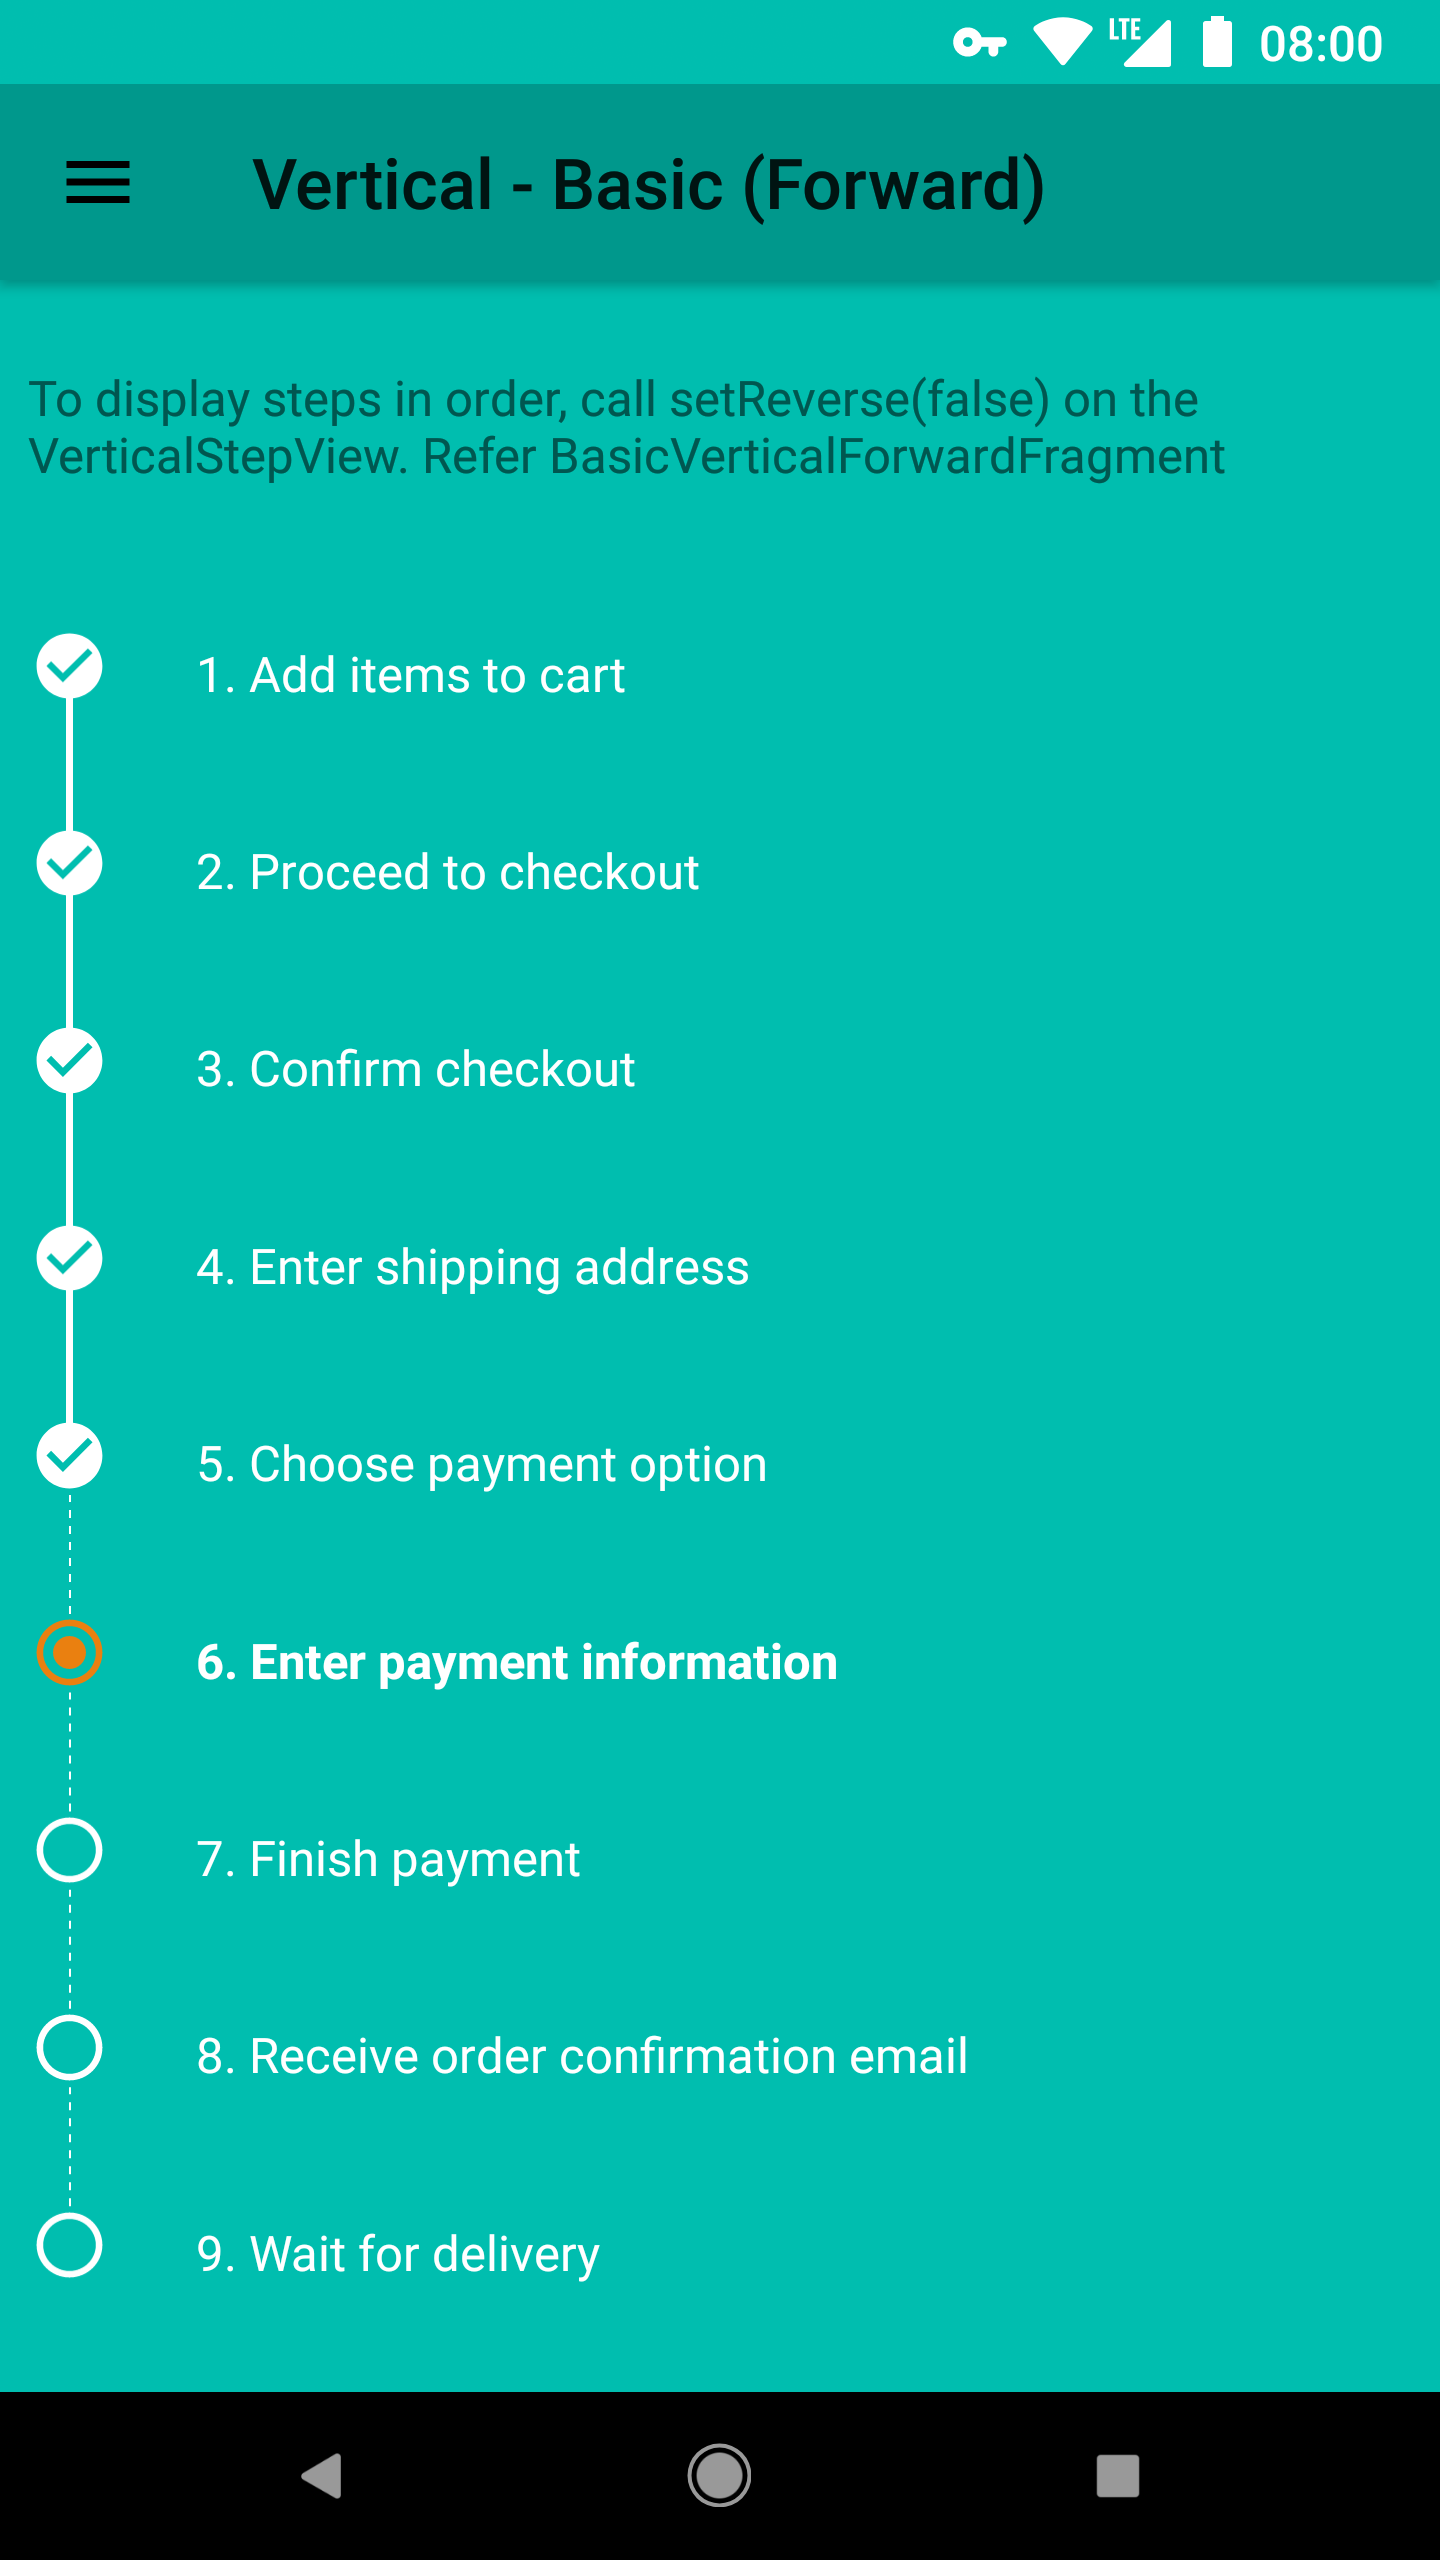 LTE 08:00
Vertical - Basic (Forward)
To display steps in order, call setReverse(false) on the
VerticalStepView. Refer BasicVerticalForwardFragment
1. Add items to cart
2. Proceed to checkout
3. Confirm checkout
4. Enter shipping address
5. Choose payment option
6. Enter payment information
7. Finish payment
8. Receive order confirmation email
9. Wait for delivery